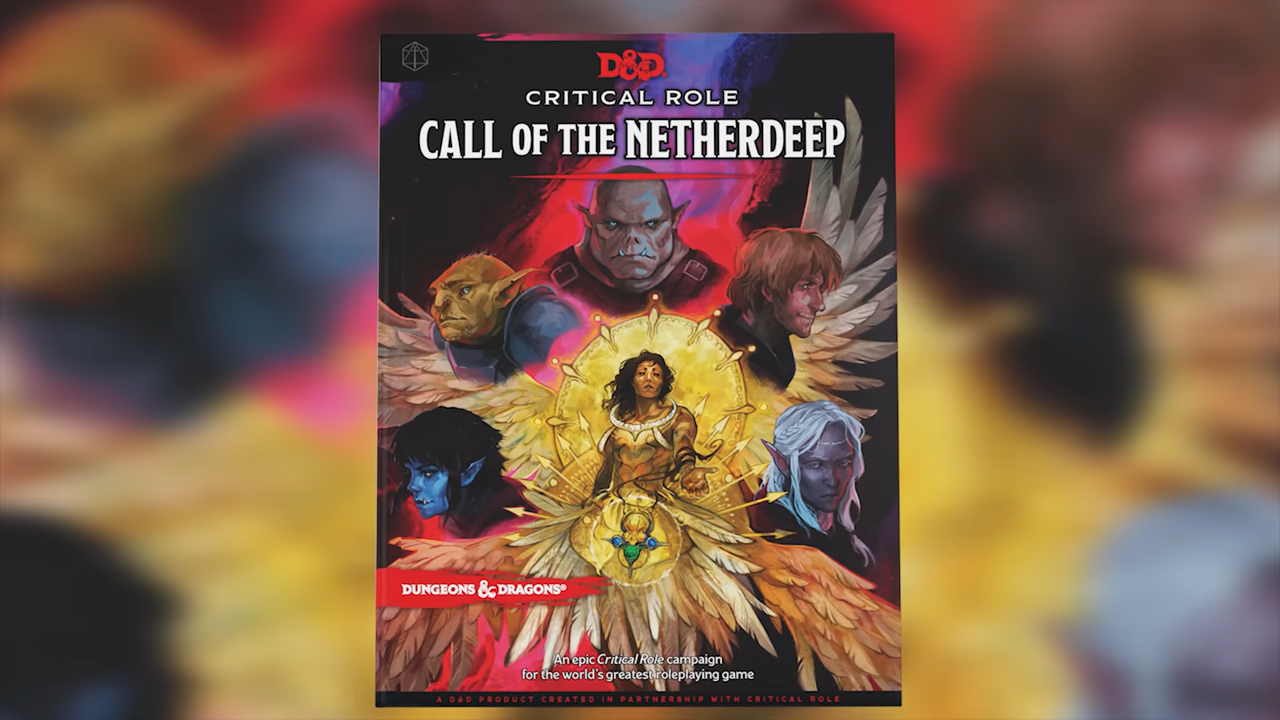 D&D®
CRITICAL ROLE
CALL OF THE NETHERDEEP
DUNGEONS & DRAGONS®
An epic Critical Role campaign
for the world's greatest roleplaying game
A D&D PRODUCT CREATED IN PARTNERSHIP WITH CRITICAL ROLE